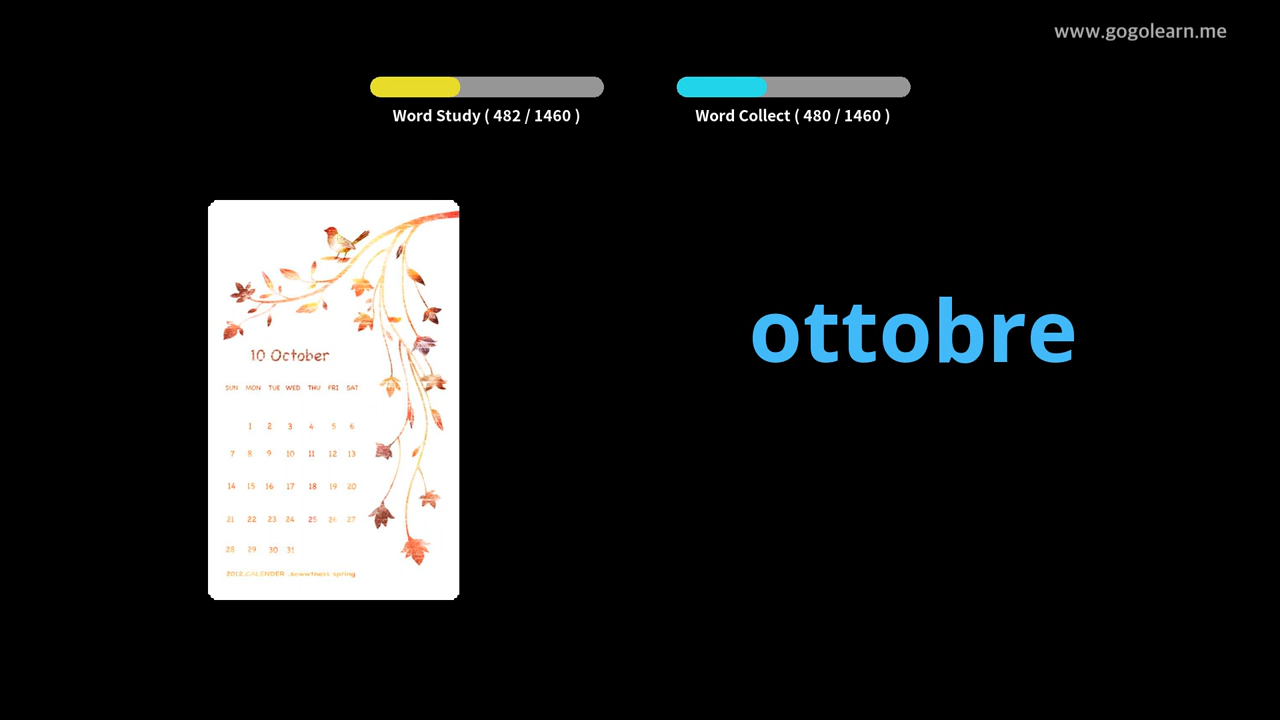 www.gogolearn.me
Word Study ( 482 / 1460 )
Word Collect ( 480 / 1460 )
10 October
SUN MON TUE WED THU FRI SAT
1 2 3 4 5 6
7 8 9 10 11 12 13
14 15 16 17 18 19 20
21 22 23 24 25 26 27
28 29 30 31
2012.CALENDER
ottobre